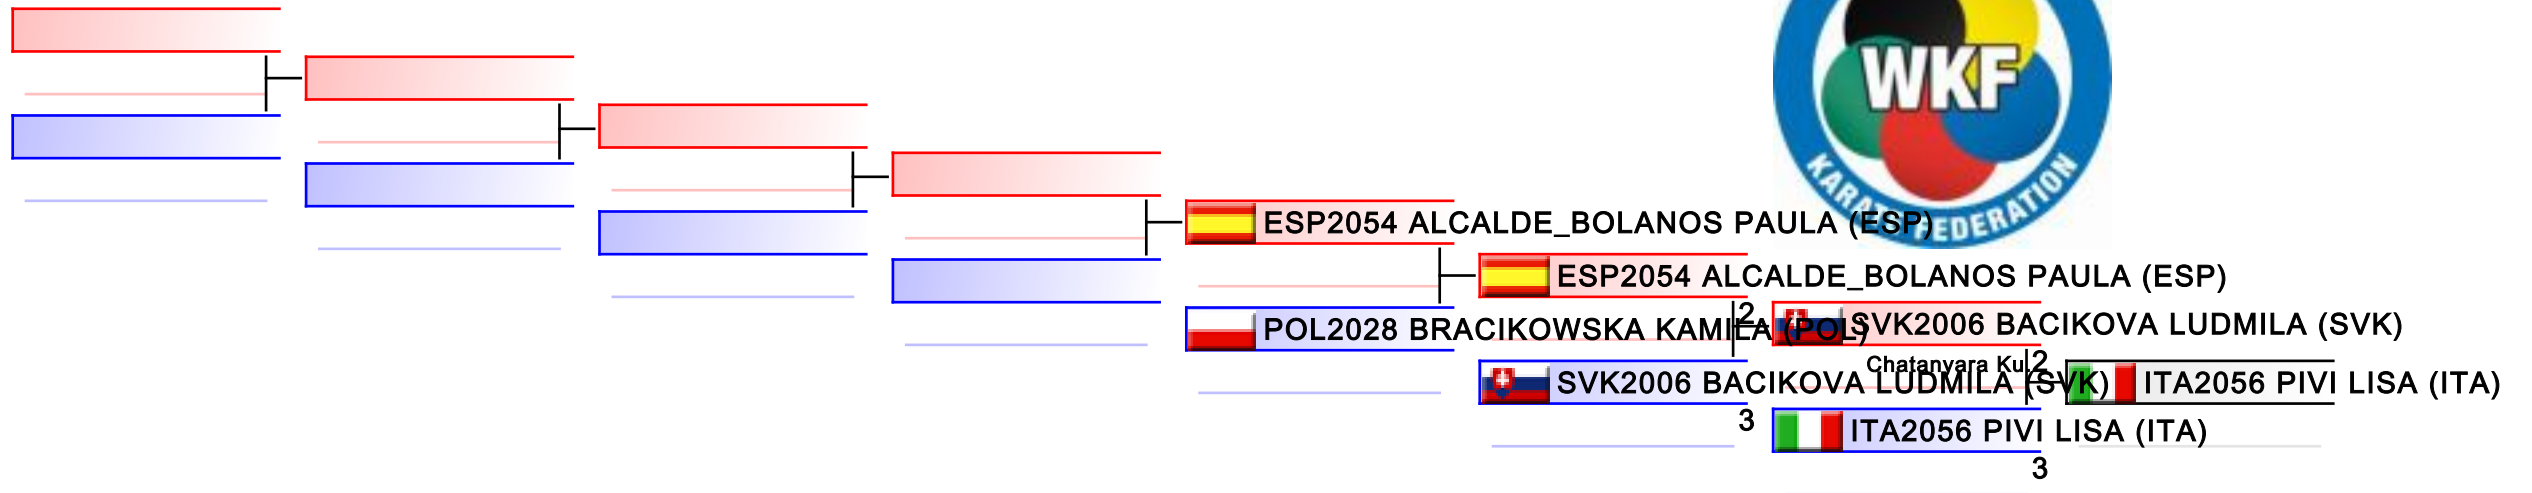 WKF
KARATE FEDERATION
ESP2054 ALCALDE_BOLANOS PAULA (ESP)
ESP2054 ALCALDE_BOLANOS PAULA (ESP)
2
POL2028 BRACIKOWSKA KAMILA (POL)
SVK2006 BACIKOVA LUDMILA (SVK)
Chatanyara Ku
2
SVK2006 BACIKOVA LUDMILA (SVK)
ITA2056 PIVI LISA (ITA)
3
ITA2056 PIVI LISA (ITA)
3